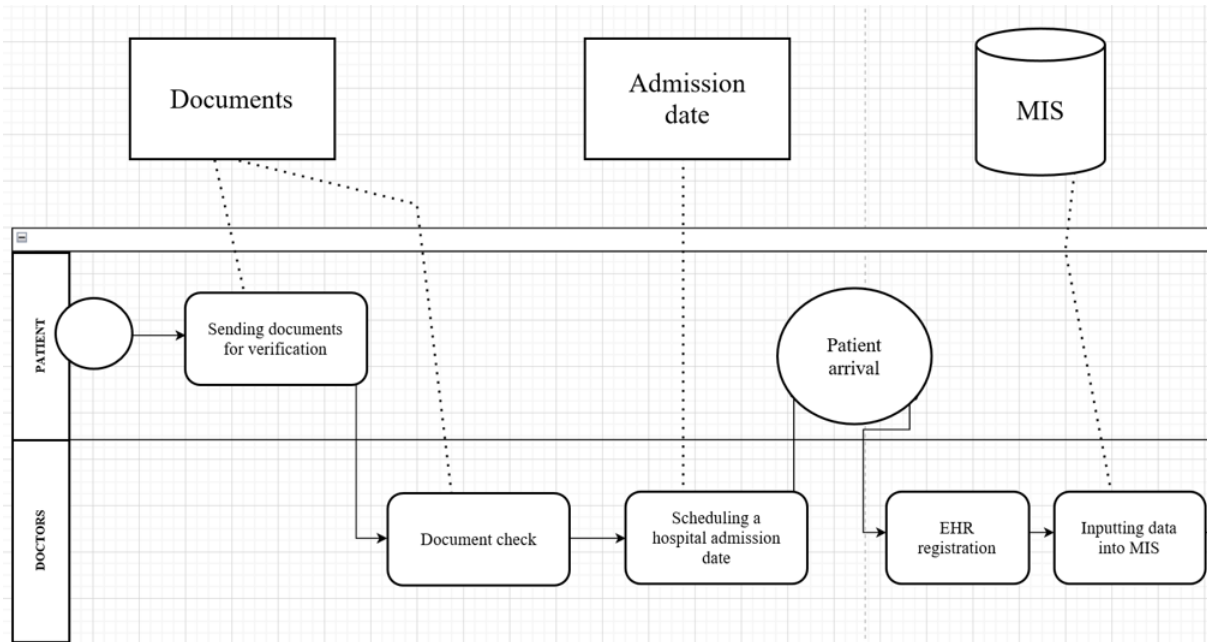 Documents
Admission
date
MIS
PATIENT
Sending documents
for verification
Patient
arrival
DOCTORS
Document check
Scheduling a
hospital admission
date
EHR
registration
Inputting data
into MIS